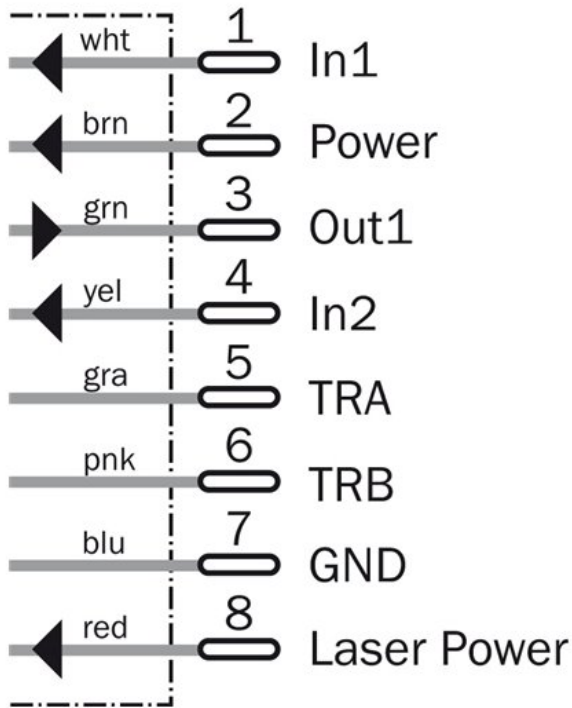 wht 1 In1
brn 2 Power
grn 3 Out1
yel 4 In2
gra 5 TRA
pnk 6 TRB
blu 7 GND
red 8 Laser Power